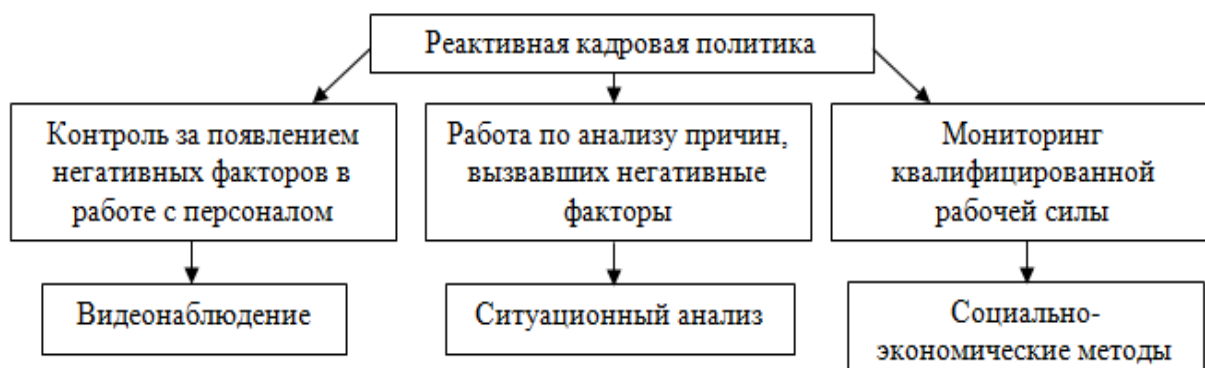 Реактивная кадровая политика
Контроль за появлением
негативных факторов в
работе с персоналом
Работа по анализу причин,
вызвавших негативные
факторы
Мониторинг
квалифицированной
рабочей силы
Видеонаблюдение
Ситуационный анализ
Социально-
экономические методы